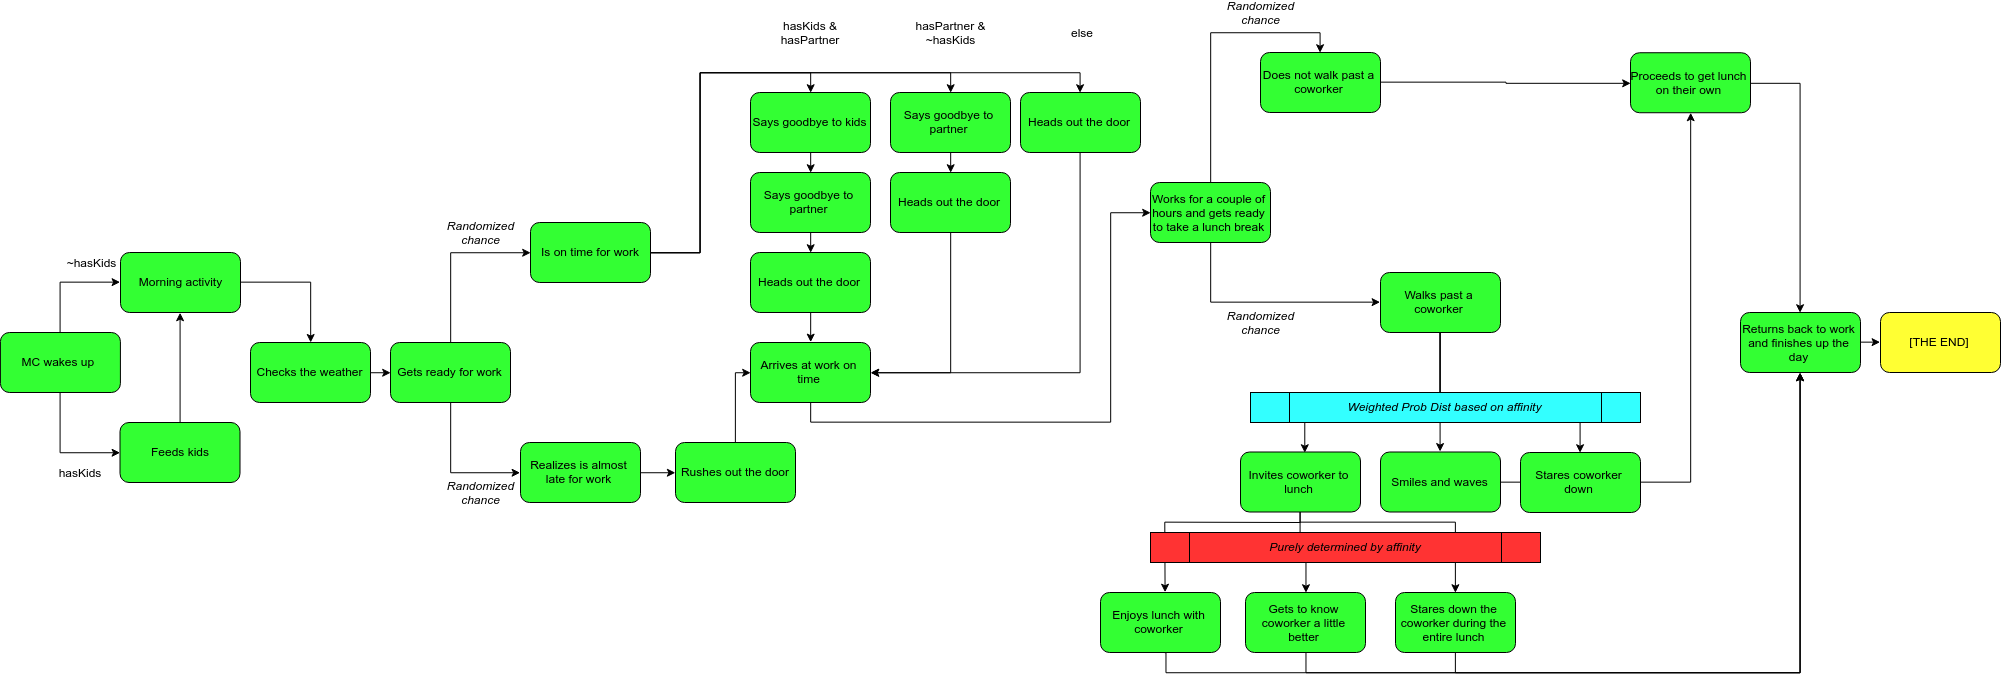 Randomized
chance
hasKids &
hasPartner
hasPartner &
~hasKids
else
Does not walk past a
coworker
Proceeds to get lunch
on their own
Says goodbye to kids
Says goodbye to
partner
Heads out the door
Says goodbye to
partner
Heads out the door
Works for a couple of
hours and gets ready
to take a lunch break
Randomized
chance
Is on time for work
~hasKids
Morning activity
Heads out the door
Walks past a
coworker
Randomized
chance
MC wakes up
Checks the weather
Gets ready for work
Arrives at work on
time
Returns back to work
and finishes up the
day
[THE END]
Weighted Prob Dist based on affinity
Feeds kids
hasKids
Realizes is almost
late for work
Rushes out the door
Randomized
chance
Invites coworker to
lunch
Smiles and waves
Stares coworker
down
Purely determined by affinity
Enjoys lunch with
coworker
Gets to know
coworker a little
better
Stares down the
coworker during the
entire lunch